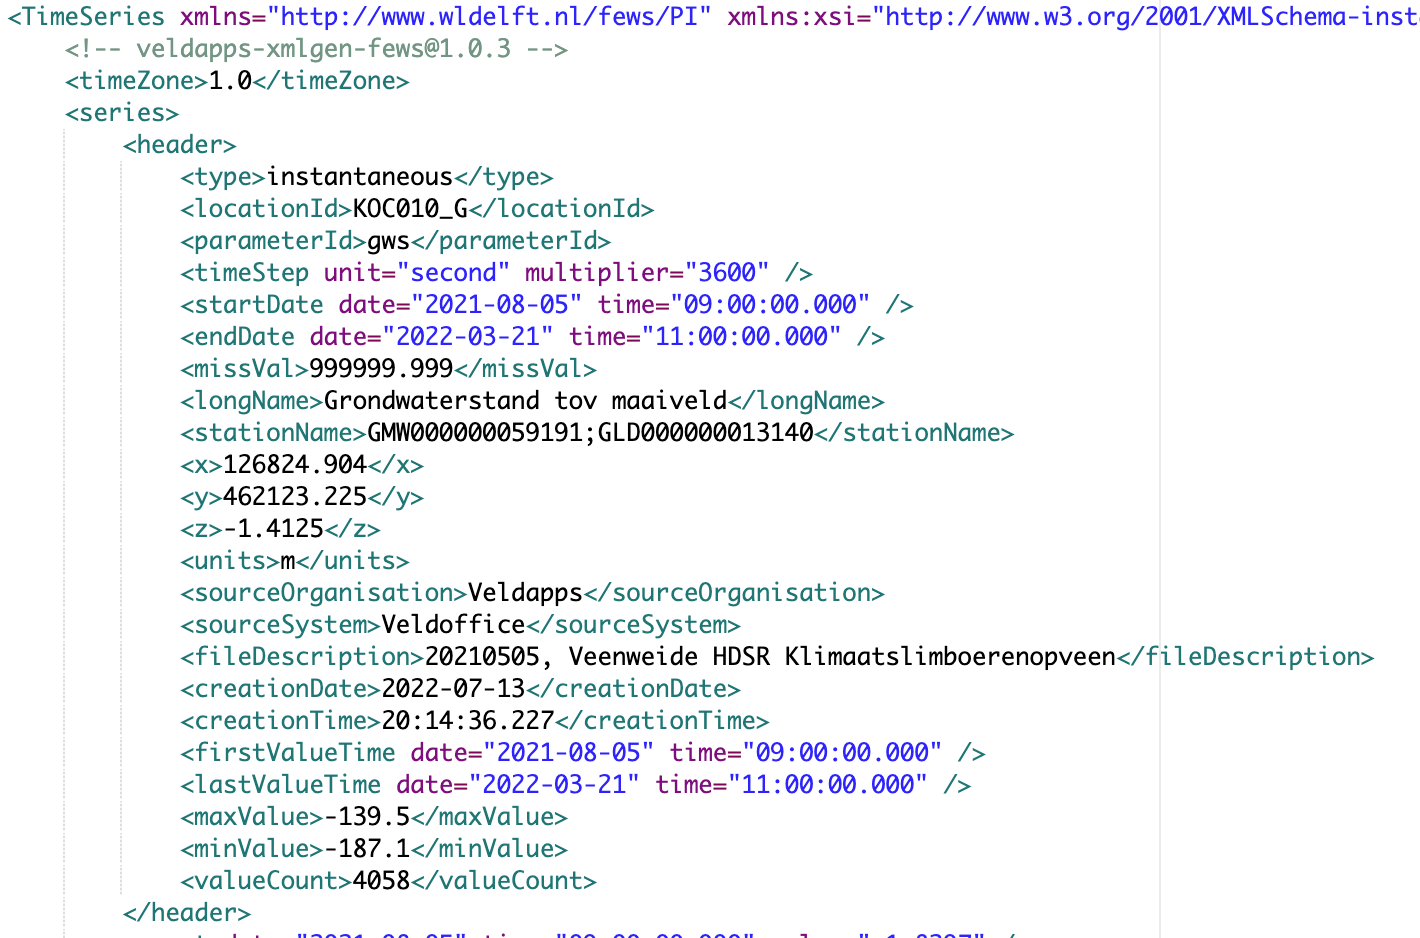 <TimeSeries xmlns="http://www.wldelft.nl/fews/PI" xmlns:xsi="http://www.w3.org/2001/XMLSchema-inst
<!-- veldapps-xmlgen-fews@1.0.3 -->
<timeZone>1.0</timeZone>
<series>
<header>
<type>instantaneous</type>
<locationId>KOC010_G</locationId>
<parameterId>gws</parameterId>
<timeStep unit="second" multiplier="3600" />
<startDate date="2021-08-05" time="09:00:00.000" />
<endDate date="2022-03-21" time="11:00:00.000" />
<missVal>999999.999</missVal>
<longName>Grondwaterstand tov maaiveld</longName>
<stationName>GMW000000059191;GLD000000013140</stationName>
<x>126824.904</x>
<y>462123.225</y>
<z>-1.4125</z>
<units>m</units>
<sourceOrganisation>Veldapps</sourceOrganisation>
<sourceSystem>Veldoffice</sourceSystem>
<fileDescription>20210505, Veenweide HDSR Klimaatslimboerenopveen</fileDescription>
<creationDate>2022-07-13</creationDate>
<creationTime>20:14:36.227</creationTime>
<firstValueTime date="2021-08-05" time="09:00:00.000" />
<lastValueTime date="2022-03-21" time="11:00:00.000" />
<maxValue>-139.5</maxValue>
<minValue>-187.1</minValue>
<valueCount>4058</valueCount>
</header>